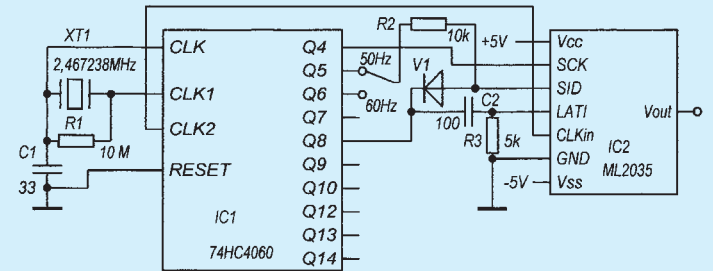 XT1
2,467238MHz
R1
10 M
C1
33
CLK
CLK1
CLK2
RESET
IC1
74HC4060
Q4
Q5
Q6
Q7
Q8
Q9
Q10
Q12
Q13
Q14
50Hz
60Hz
R2
10k
V1
C2
100
R3
5k
+5V
-5V
Vcc
SCK
SID
LATI
CLKin
GND
Vss
Vout
IC2
ML2035